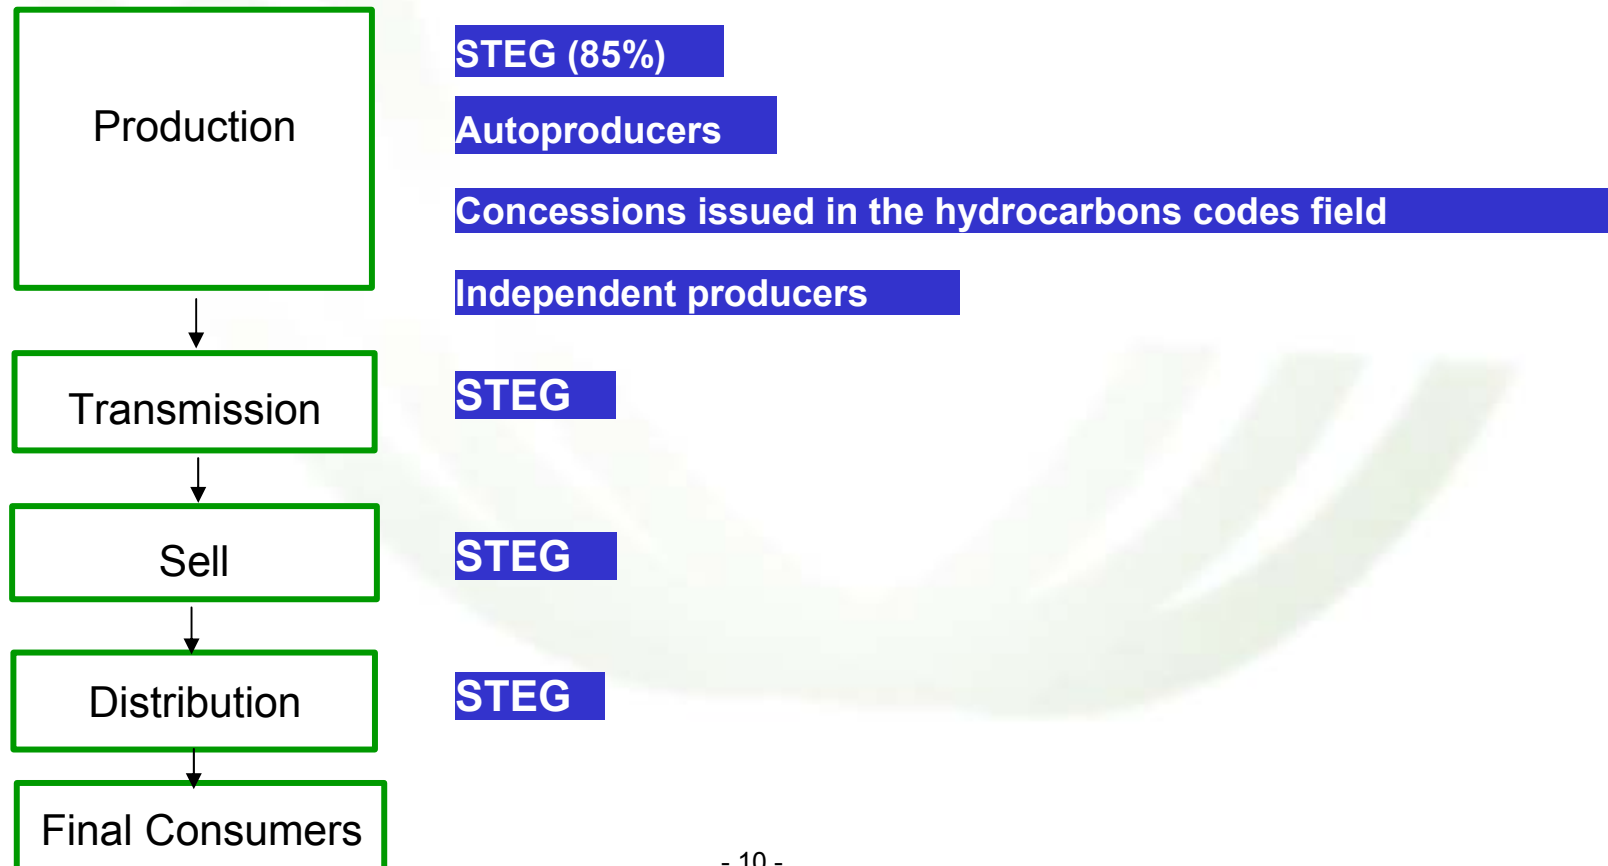 Production
STEG (85%)
Autoproducers
Concessions issued in the hydrocarbons codes field
Independent producers
Transmission
STEG
Sell
STEG
Distribution
STEG
Final Consumers
- 10 -